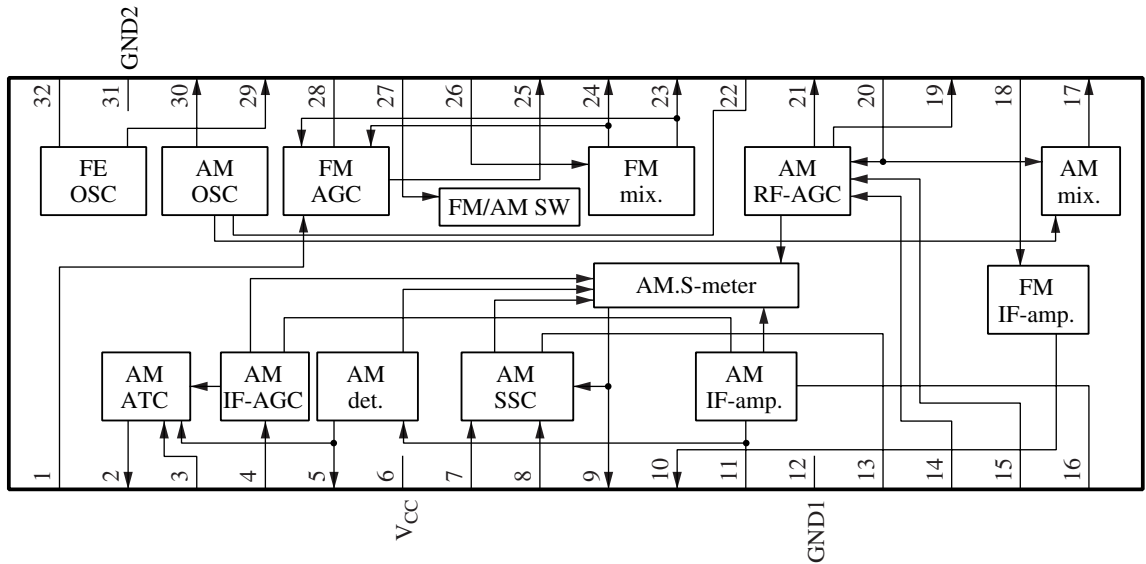 GND2
32
31
30
29
28
27
26
25
24
23
22
21
20
19
18
17
FE
OSC
AM
OSC
FM
AGC
FM/AM SW
FM
mix.
AM
RF-AGC
AM
mix.
AM.S-meter
FM
IF-amp.
AM
ATC
AM
IF-AGC
AM
det.
AM
SSC
AM
IF-amp.
1
2
3
4
5
6
7
8
9
10
11
12
13
14
15
16
VCC
GND1